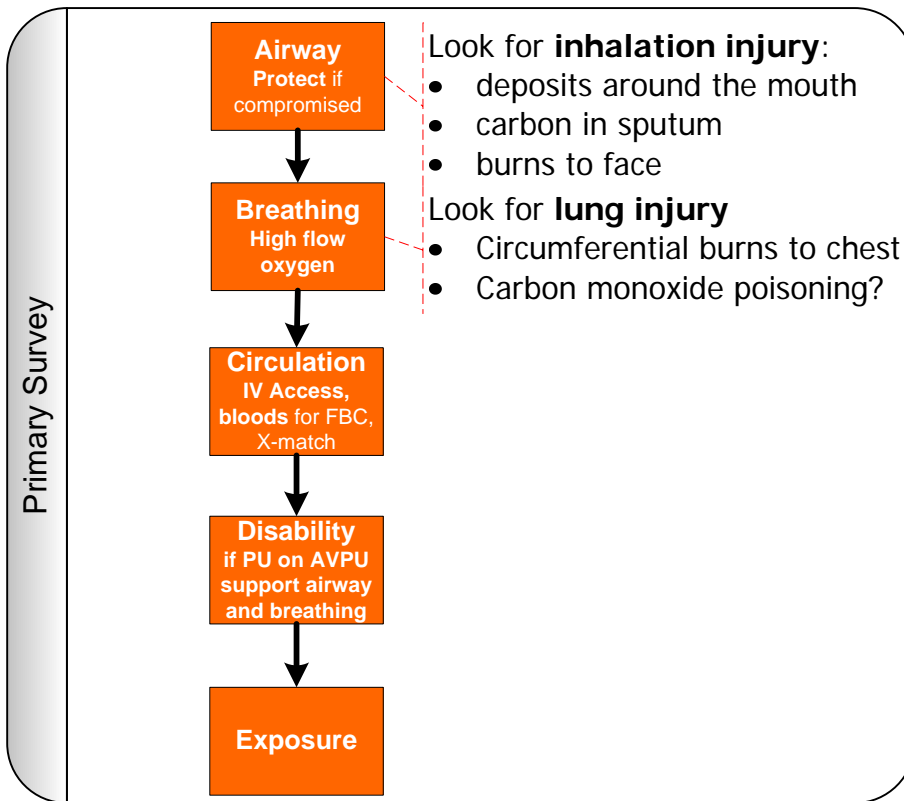 Primary Survey
Airway
Protect if
compromised
Look for inhalation injury:
• deposits around the mouth
• carbon in sputum
• burns to face
Breathing
High flow
oxygen
Look for lung injury
• Circumferential burns to chest
• Carbon monoxide poisoning?
Circulation
IV Access,
bloods for FBC,
X-match
Disability
if PU on AVPU
support airway
and breathing
Exposure